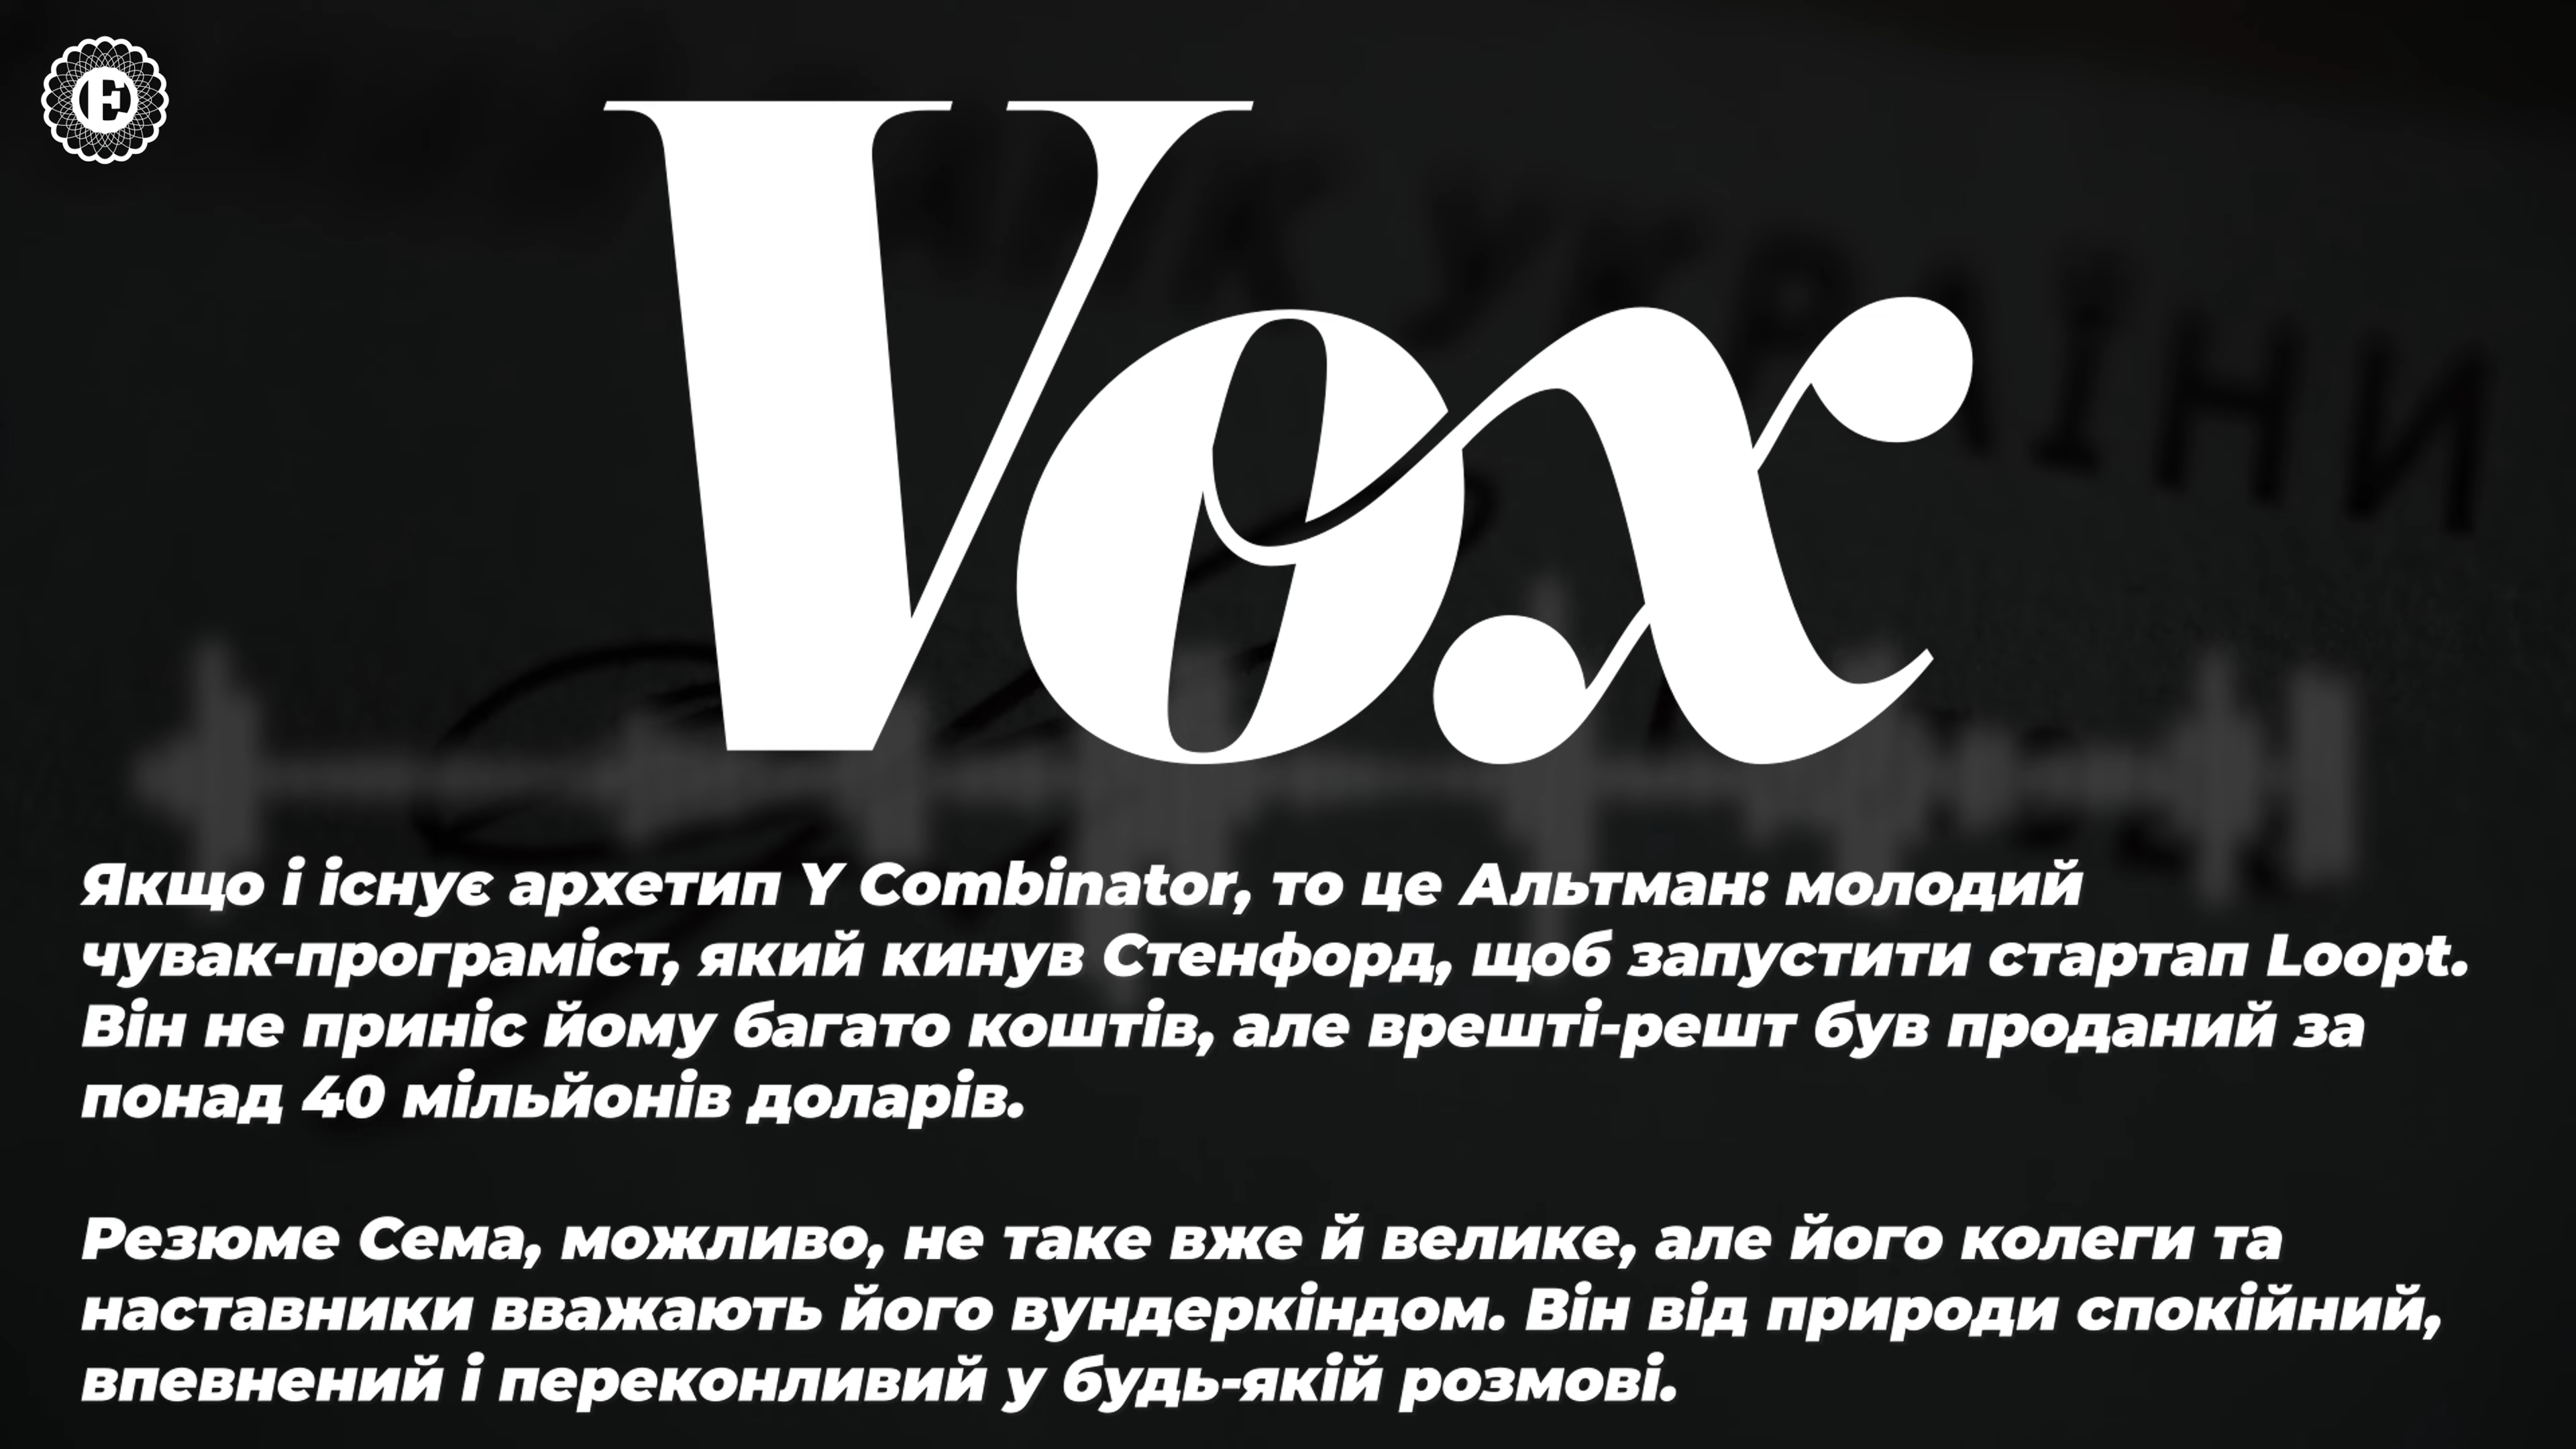 E
Vox
УКРАЇНИ
Якщо і існує архетип Y Combinator, то це Альтман: молодий
чувак-програміст, який кинув Стенфорд, щоб запустити стартап Loopt.
Він не приніс йому багато коштів, але врешті-решт був проданий за
понад 40 мільйонів доларів.
Резюме Сема, можливо, не таке вже й велике, але його колеги та
наставники вважають його вундеркіндом. Він від природи спокійний,
впевнений і переконливий у будь-якій розмові.